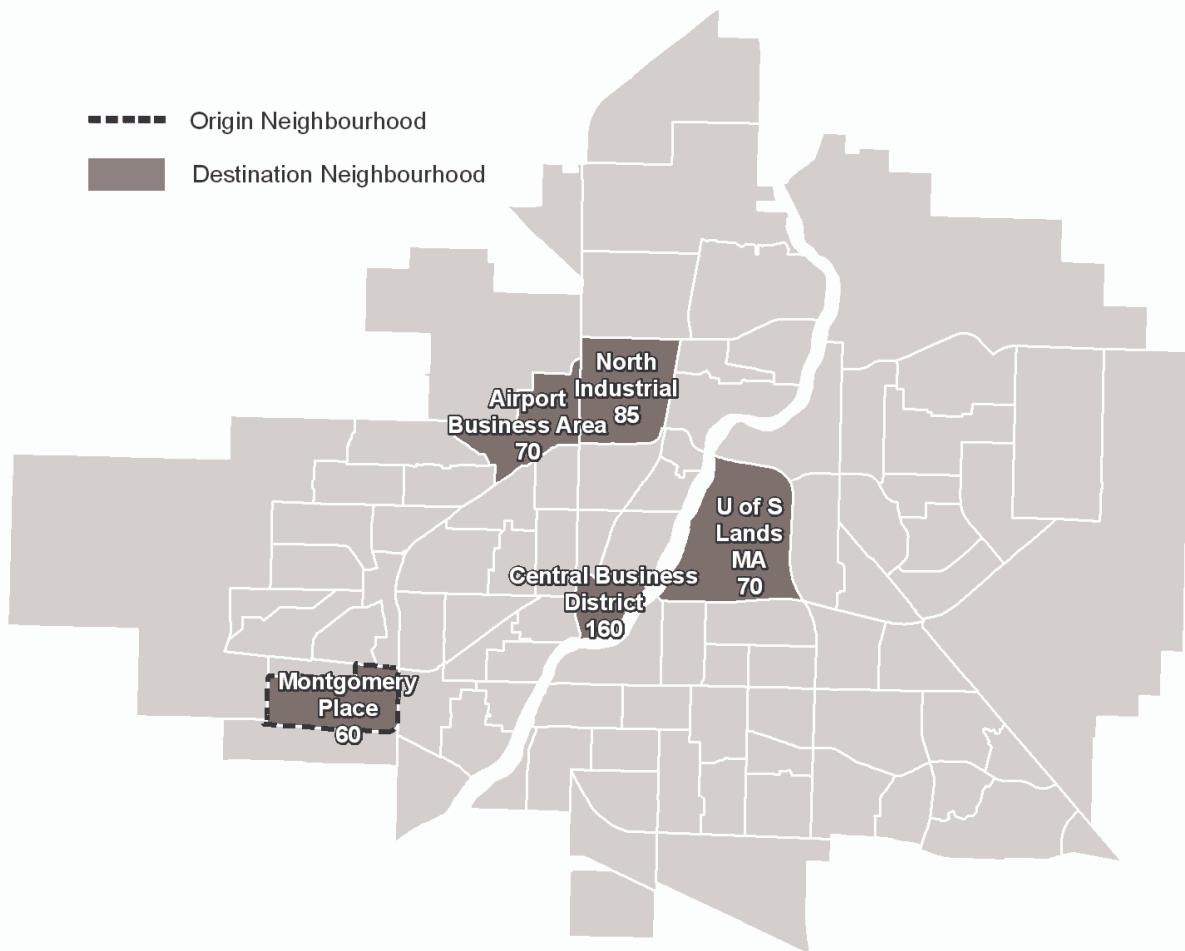 Origin Neighbourhood
Destination Neighbourhood
North
Industrial
85
Airport
Business Area
70
U of S
Lands
MA
70
Central Business
District
160
Montgomery
Place
60